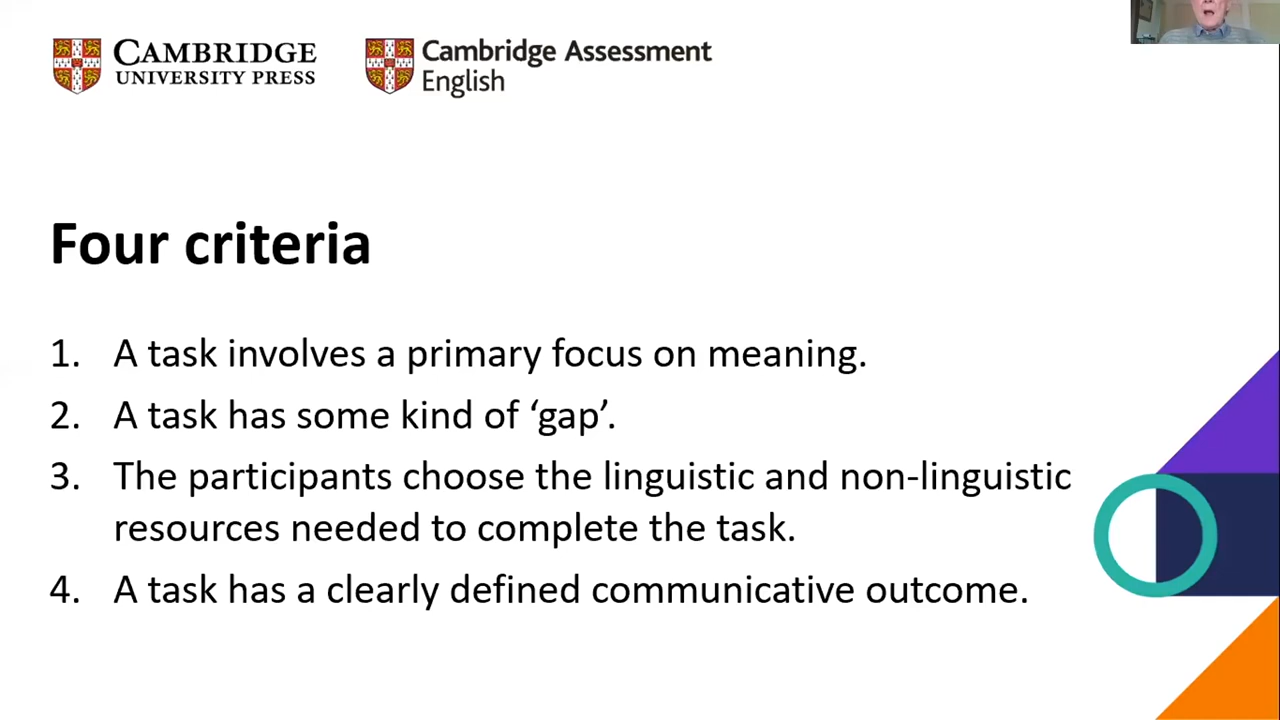 CAMBRIDGE
UNIVERSITY PRESS
Cambridge Assessment
English
Four criteria
1. A task involves a primary focus on meaning.
2. A task has some kind of ‘gap’.
3. The participants choose the linguistic and non-linguistic
resources needed to complete the task.
4. A task has a clearly defined communicative outcome.